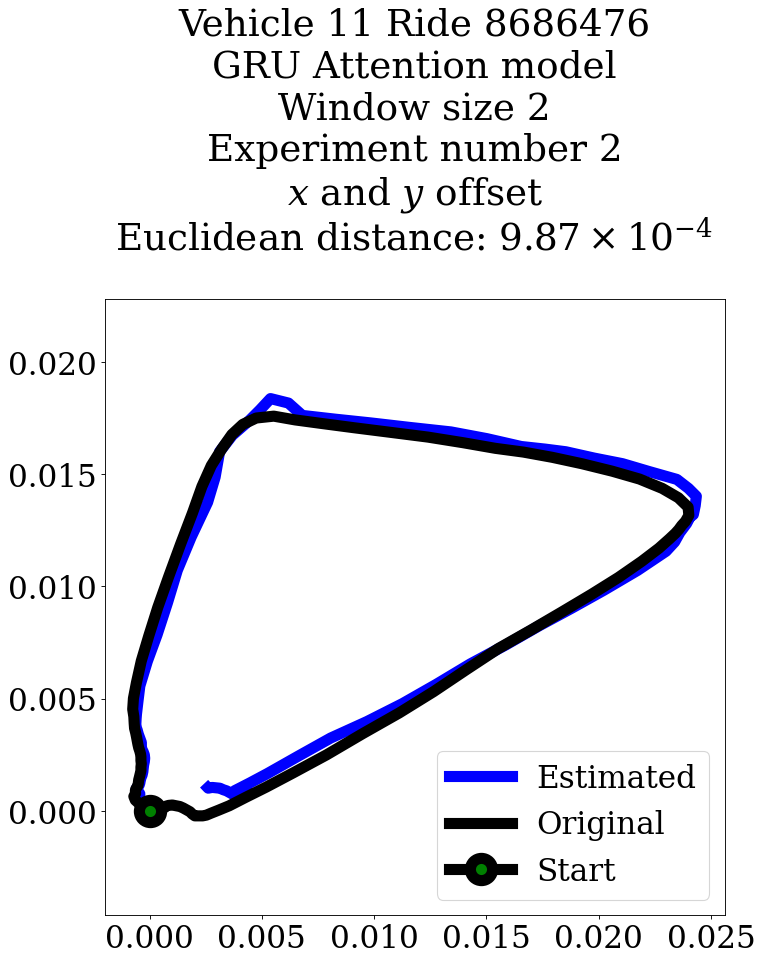 Vehicle 11 Ride 8686476
GRU Attention model
Window size 2
Experiment number 2
x and y offset
Euclidean distance: 9.87 × 10⁻⁴
0.020
0.015
0.010
0.005
0.000
Estimated
Original
Start
0.000 0.005 0.010 0.015 0.020 0.025